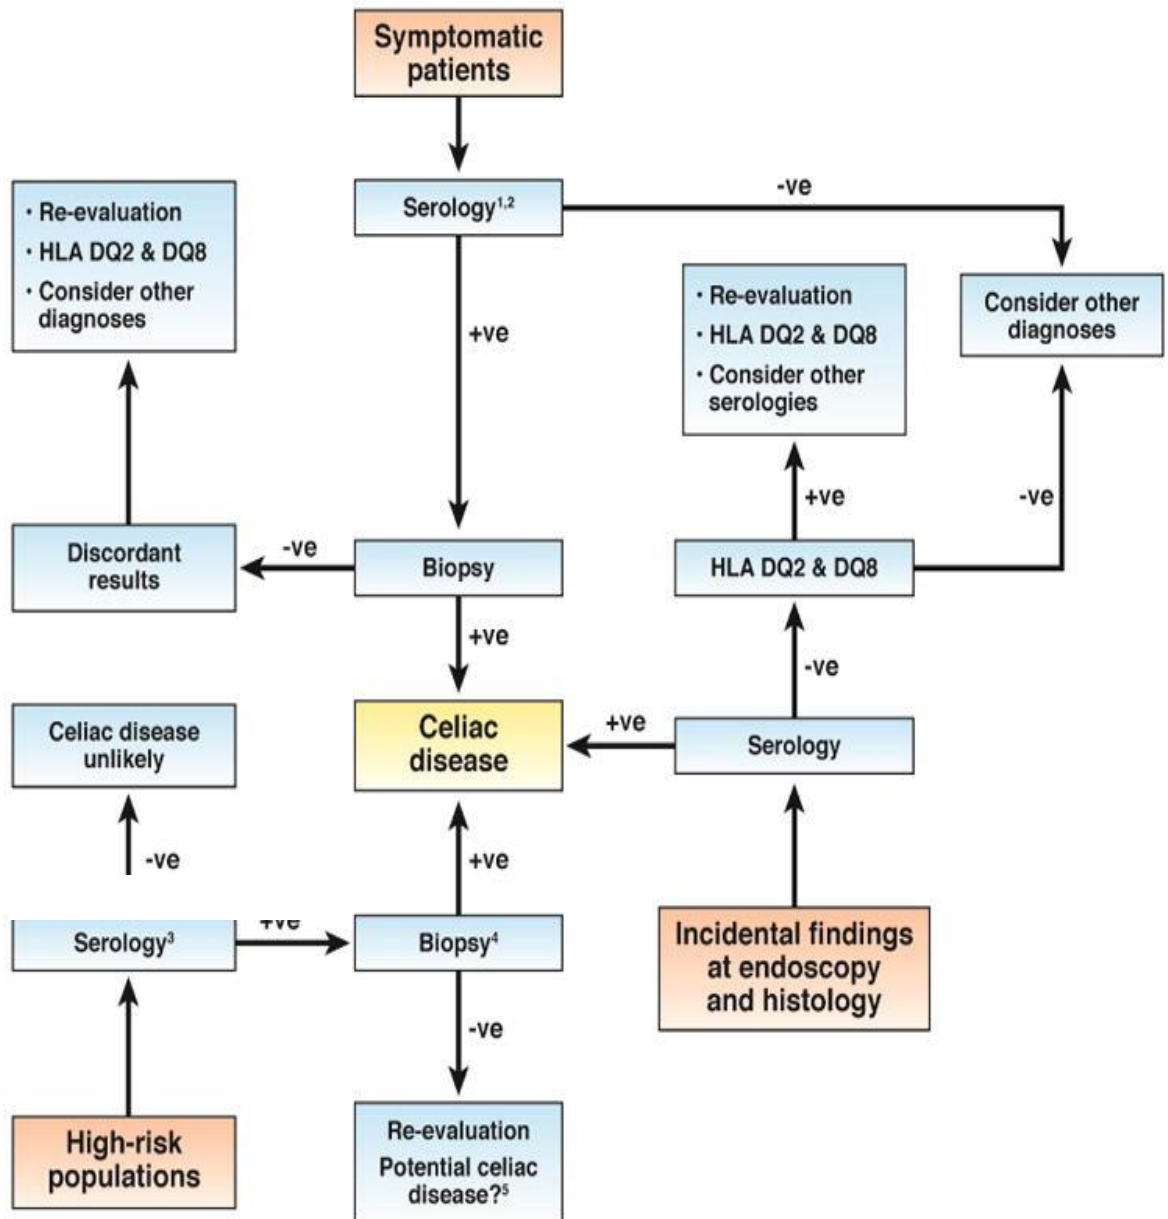 Symptomatic
patients
Serology1,2
-ve
• Re-evaluation
• HLA DQ2 & DQ8
• Consider other
diagnoses
• Re-evaluation
• HLA DQ2 & DQ8
• Consider other
serologies
Consider other
diagnoses
+ve
+ve
-ve
Discordant
results
-ve
Biopsy
HLA DQ2 & DQ8
+ve
-ve
Celiac disease
unlikely
Celiac
disease
+ve
Serology
-ve
+ve
Serology3
+ve
Biopsy4
Incidental findings
at endoscopy
and histology
-ve
High-risk
populations
Re-evaluation
Potential celiac
disease?5